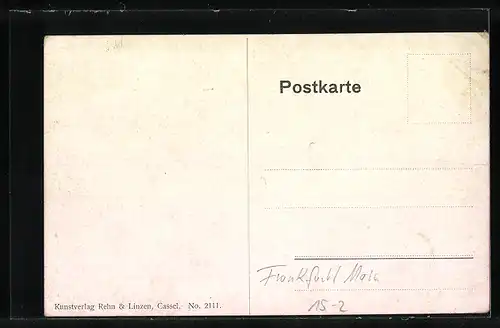 Postkarte
Frankfurt Main
15-2
Kunstverlag Rehn & Linzen, Cassel. No. 2111.